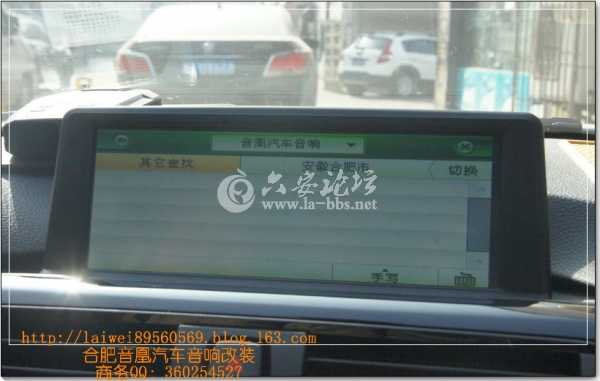 音凰汽车音响
其它查找
安徽合肥市
切换
六安论坛
www.la-bbs.net
手写
http://laiwei89560569.blog.163.com
合肥音凰汽车音响改装
商务QQ: 360254527